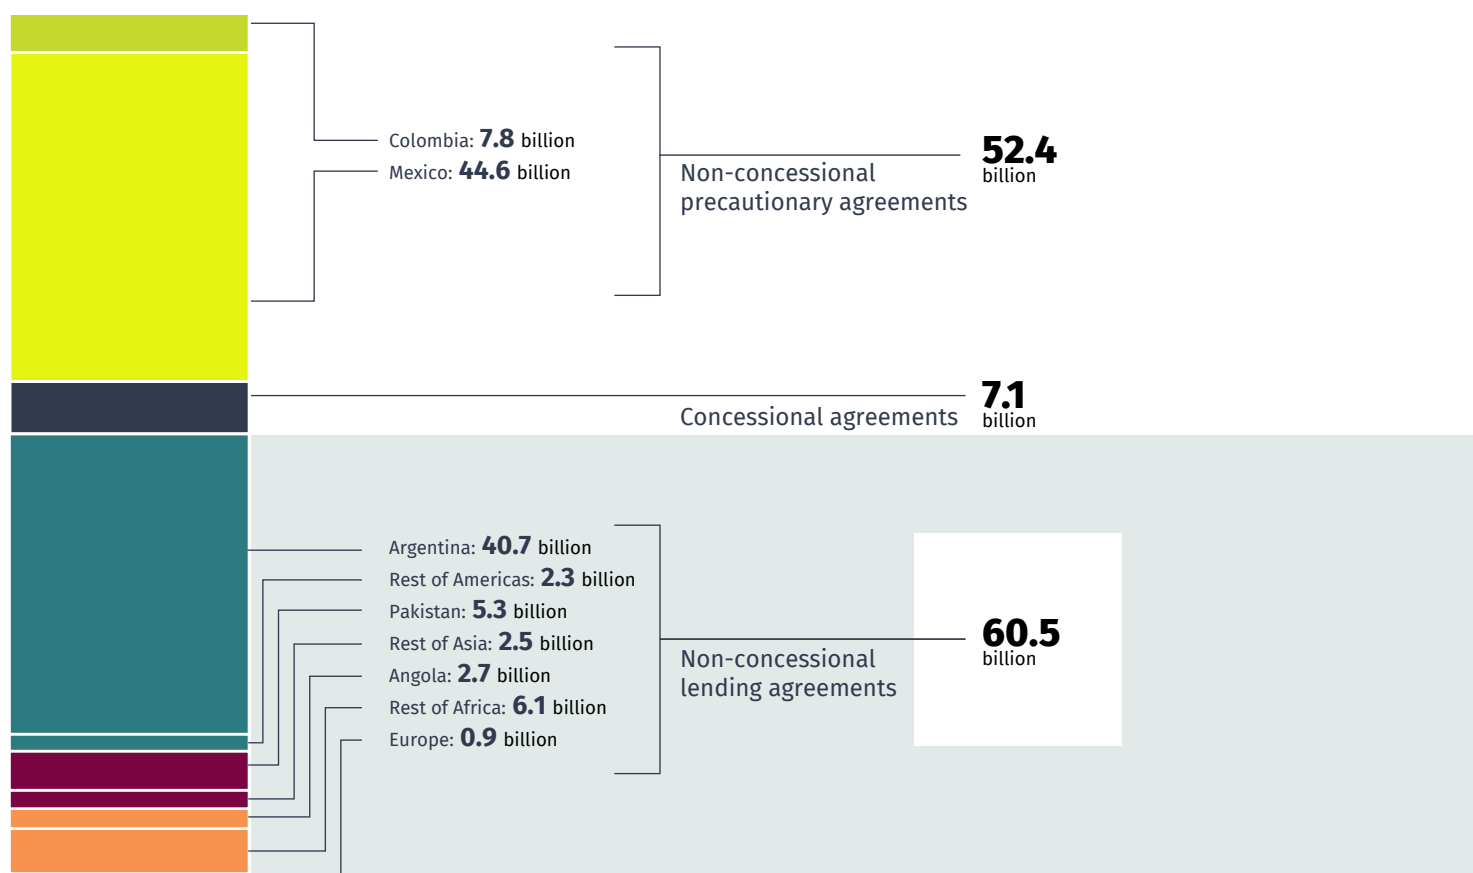 Colombia: 7.8 billion
Mexico: 44.6 billion
Non-concessional
precautionary agreements
52.4
billion
Concessional agreements
7.1
billion
Argentina: 40.7 billion
Rest of Americas: 2.3 billion
Pakistan: 5.3 billion
Rest of Asia: 2.5 billion
Angola: 2.7 billion
Rest of Africa: 6.1 billion
Europe: 0.9 billion
Non-concessional
lending agreements
60.5
billion